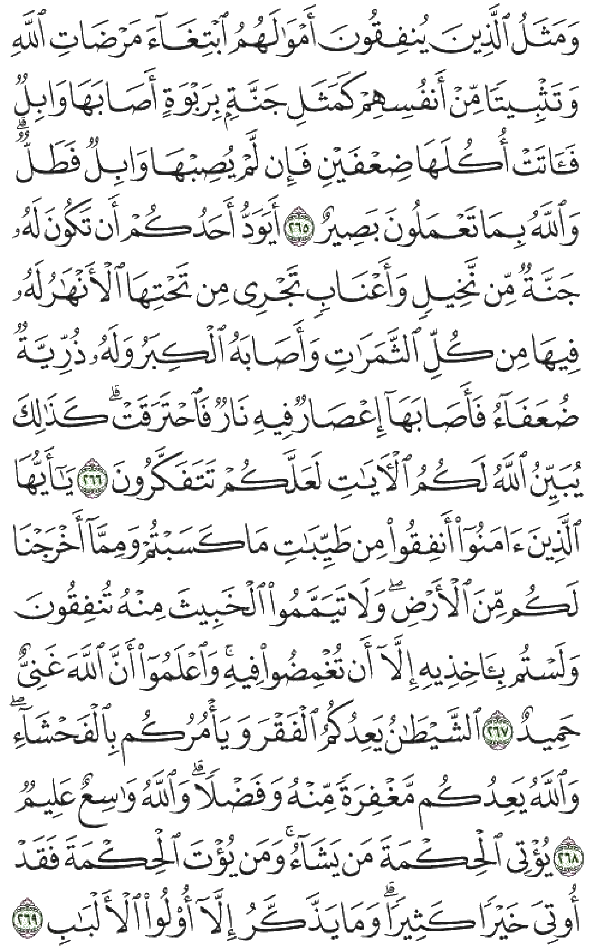 وَمَثَلُ ٱلَّذِينَ يُنفِقُونَ أَمْوَٰلَهُمُ ٱبْتِغَآءَ مَرْضَاتِ ٱللَّهِ
وَتَثْبِيتًا مِّنْ أَنفُسِهِمْ كَمَثَلِ جَنَّةٍۭ بِرَبْوَةٍ أَصَابَهَا وَابِلٌ
فَـَٔاتَتْ أُكُلَهَا ضِعْفَيْنِ فَإِن لَّمْ يُصِبْهَا وَابِلٌ فَطَلٌّ ۗ
وَٱللَّهُ بِمَا تَعْمَلُونَ بَصِيرٌ ٢٦٥ أَيَوَدُّ أَحَدُكُمْ أَن تَكُونَ لَهُۥ
جَنَّةٌ مِّن نَّخِيلٍ وَأَعْنَابٍ تَجْرِى مِن تَحْتِهَا ٱلْأَنْهَٰرُ لَهُۥ
فِيهَا مِن كُلِّ ٱلثَّمَرَٰتِ وَأَصَابَهُ ٱلْكِبَرُ وَلَهُۥ ذُرِّيَّةٌ
ضُعَفَآءُ فَأَصَابَهَآ إِعْصَارٌ فِيهِ نَارٌ فَٱحْتَرَقَتْ ۗ كَذَٰلِكَ
يُبَيِّنُ ٱللَّهُ لَكُمُ ٱلْـَٔايَٰتِ لَعَلَّكُمْ تَتَفَكَّرُونَ ٢٦٦ يَٰٓأَيُّهَا
ٱلَّذِينَ ءَامَنُوٓا۟ أَنفِقُوا۟ مِن طَيِّبَٰتِ مَا كَسَبْتُمْ وَمِمَّآ أَخْرَجْنَا
لَكُم مِّنَ ٱلْأَرْضِ ۖ وَلَا تَيَمَّمُوا۟ ٱلْخَبِيثَ مِنْهُ تُنفِقُونَ
وَلَسْتُم بِـَٔاخِذِيهِ إِلَّآ أَن تُغْمِضُوا۟ فِيهِ ۚ وَٱعْلَمُوٓا۟ أَنَّ ٱللَّهَ غَنِىٌّ
حَمِيدٌ ٢٦٧ ٱلشَّيْطَٰنُ يَعِدُكُمُ ٱلْفَقْرَ وَيَأْمُرُكُم بِٱلْفَحْشَآءِ ۖ
وَٱللَّهُ يَعِدُكُم مَّغْفِرَةً مِّنْهُ وَفَضْلًا ۗ وَٱللَّهُ وَٰسِعٌ عَلِيمٌ
٢٦٨ يُؤْتِى ٱلْحِكْمَةَ مَن يَشَآءُ ۚ وَمَن يُؤْتَ ٱلْحِكْمَةَ فَقَدْ
أُوتِىَ خَيْرًا كَثِيرًا ۗ وَمَا يَذَّكَّرُ إِلَّآ أُو۟لُوا۟ ٱلْأَلْبَٰبِ ٢٦٩